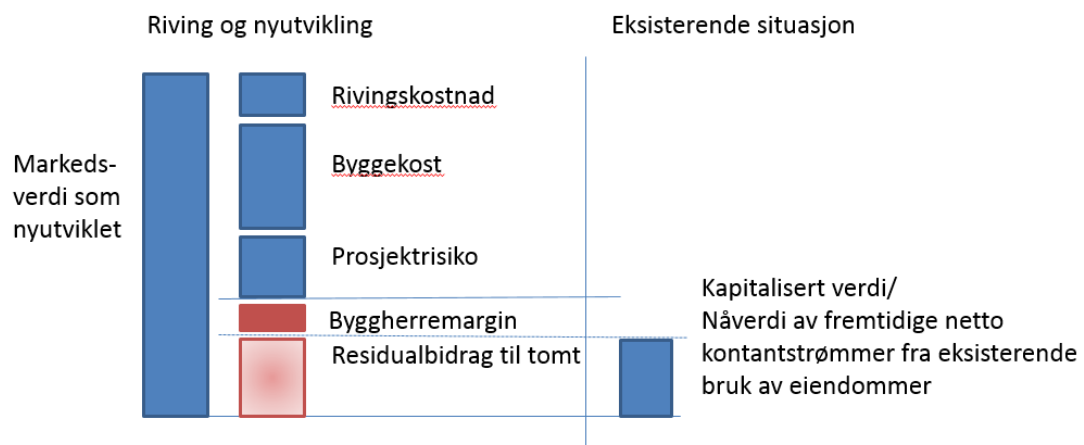 Riving og nyutvikling
Eksisterende situasjon
Rivingskostnad
Markeds-
verdi som
nyutviklet
Byggekost
Prosjektrisiko
Byggherremargin
Residualbidrag til tomt
Kapitalisert verdi/
Nåverdi av fremtidige netto
kontantstrømmer fra eksisterende
bruk av eiendommer